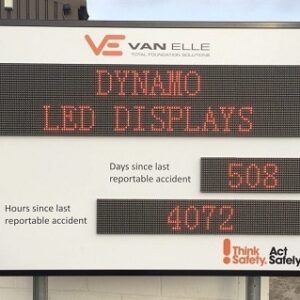 VAN ELLE
TOTAL FOUNDATION SOLUTIONS
DYNAMO
LED DISPLAYS
Days since last
reportable accident
508
Hours since last
reportable accident
4072
Think Safety.
Act Safely